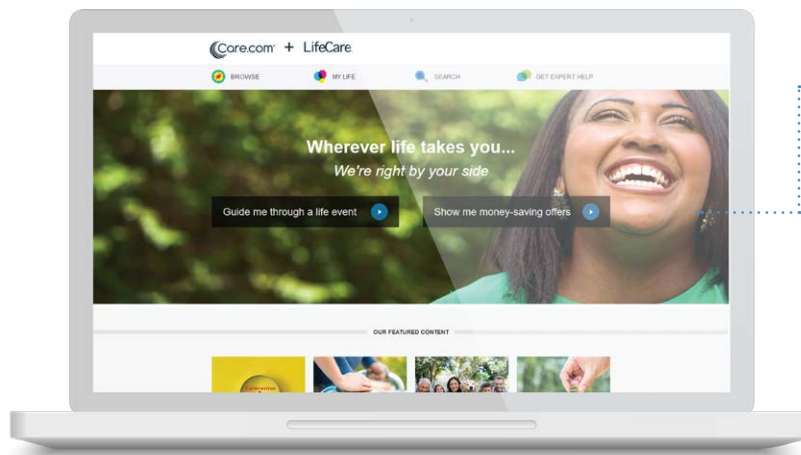 Care.com + LifeCare
BROWSE MY LIFE SEARCH GET EXPERT HELP
Wherever life takes you...
We're right by your side
Guide me through a life event Show me money-saving offers
OUR FEATURED CONTENT
Coronavirus